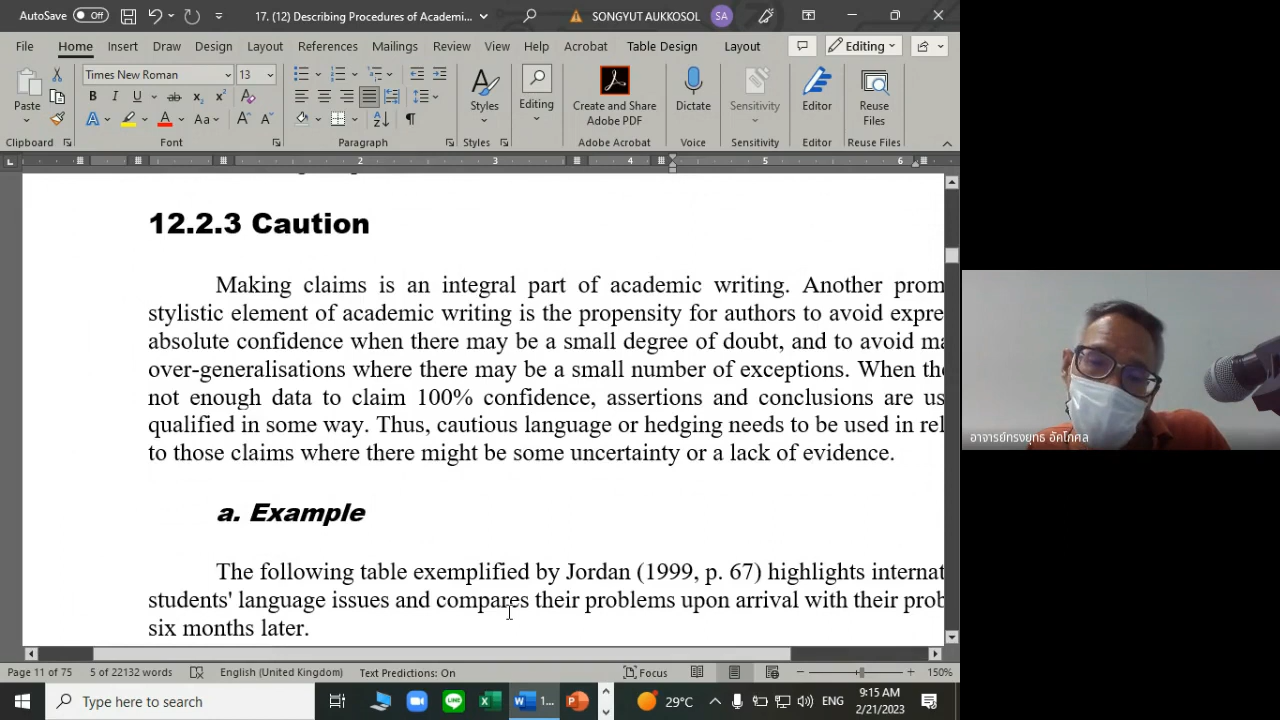 AutoSave Off 17. (12) Describing Procedures of Academi... SONGYUT AUKKOSOL SA
File Home Insert Draw Design Layout References Mailings Review View Help Acrobat Table Design Layout Editing
Times New Roman 13
Paste Styles Editing Create and Share Adobe PDF Dictate Sensitivity Editor Reuse Files
Clipboard Font Paragraph Styles Adobe Acrobat Voice Sensitivity Editor Reuse Files
2 3 4 5 6
12.2.3 Caution
Making claims is an integral part of academic writing. Another prom
stylistic element of academic writing is the propensity for authors to avoid expre
absolute confidence when there may be a small degree of doubt, and to avoid ma
over-generalisations where there may be a small number of exceptions. When the
not enough data to claim 100% confidence, assertions and conclusions are us
qualified in some way. Thus, cautious language or hedging needs to be used in rel
to those claims where there might be some uncertainty or a lack of evidence.
a. Example
The following table exemplified by Jordan (1999, p. 67) highlights internat
students' language issues and compares their problems upon arrival with their prob
six months later.
อาจารย์ทรงยุทธ อัคโกศล
Page 11 of 75 5 of 22132 words English (United Kingdom) Text Predictions: On Focus 150%
Type here to search 1... 29°C ENG 9:15 AM
2/21/2023